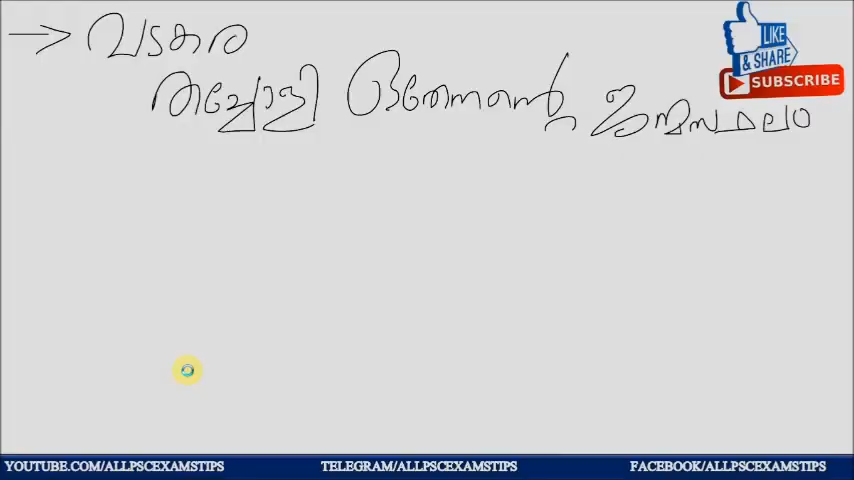 → വടകര
LIKE
& SHARE
SUBSCRIBE
തച്ചോളി ഒതേനന്റെ ജന്മസ്ഥലം
YOUTUBE.COM/ALLPSCEXAMSTIPS TELEGRAM/ALLPSCEXAMSTIPS FACEBOOK/ALLPSCEXAMSTIPS